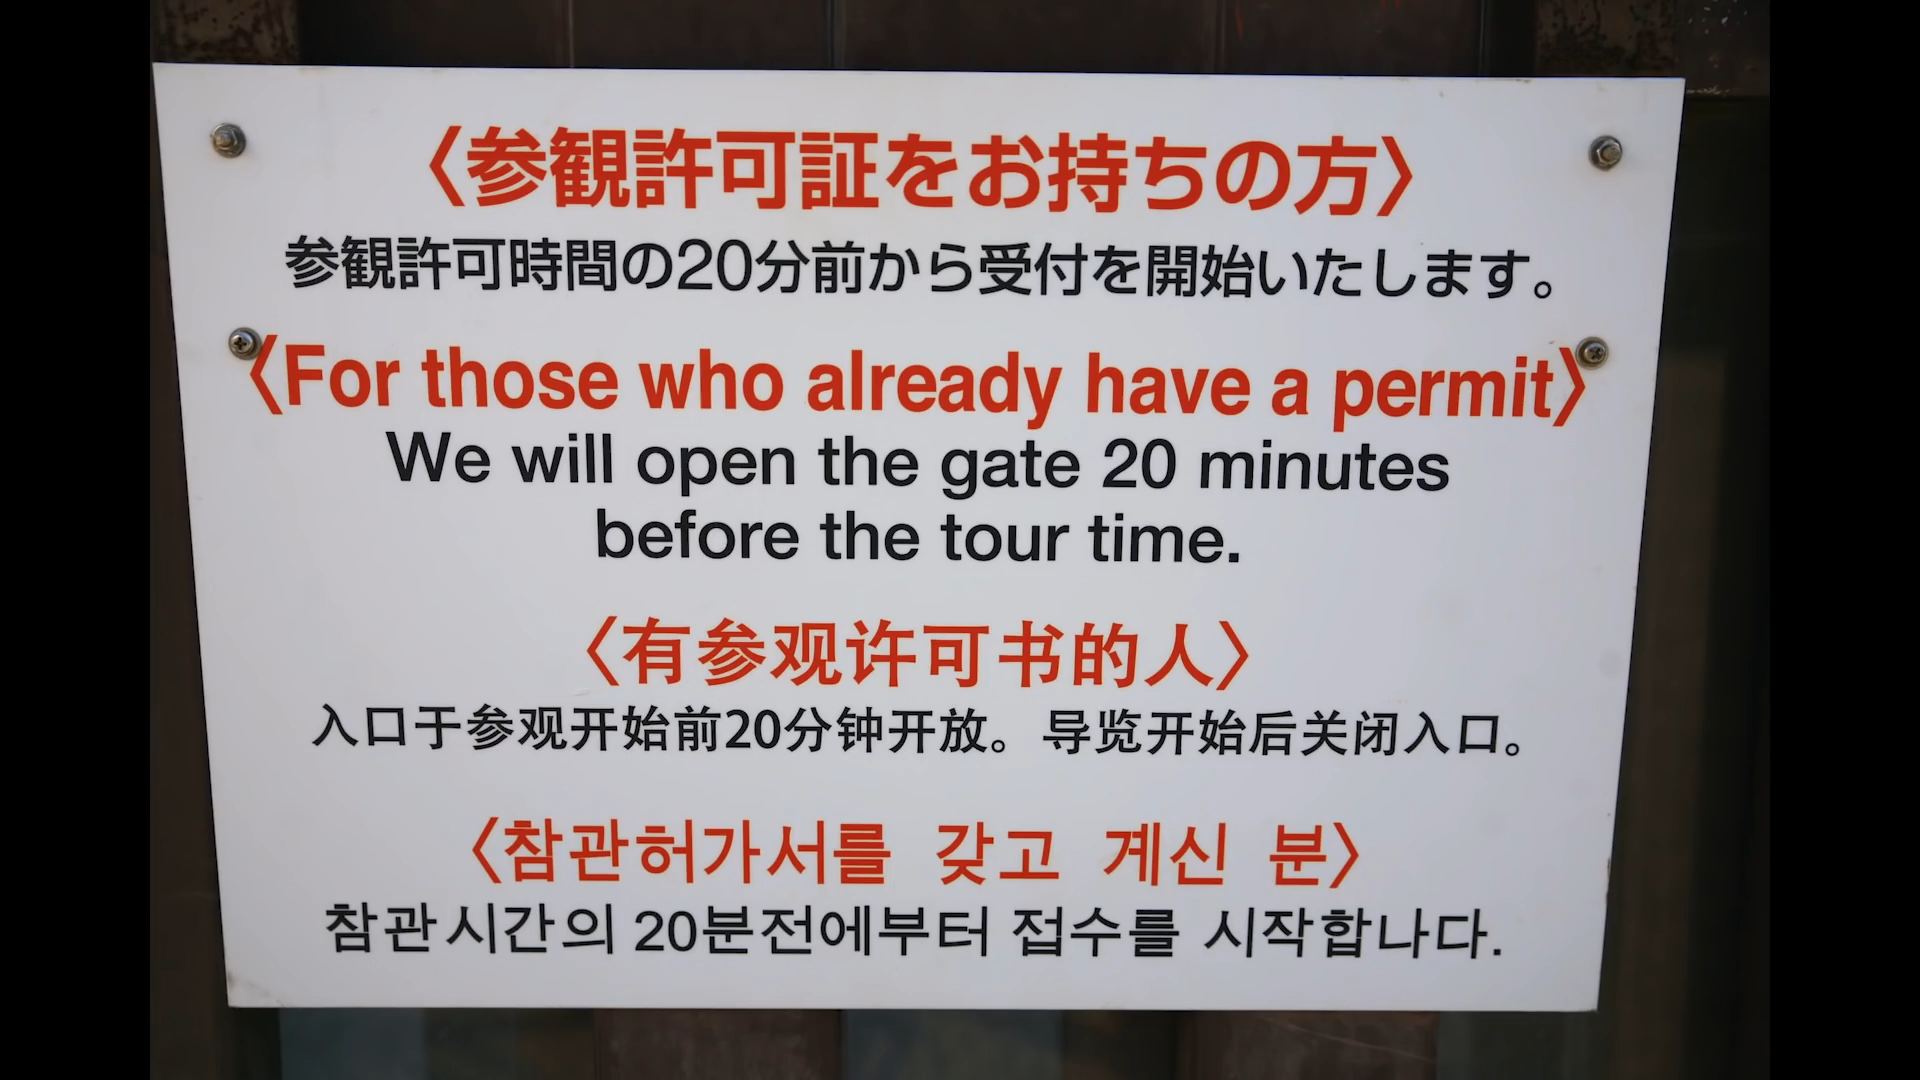 〈参観許可証をお持ちの方〉
参観許可時間の20分前から受付を開始いたします。
〈For those who already have a permit〉
We will open the gate 20 minutes
before the tour time.
〈有参观许可书的人〉
入口于参观开始前20分钟开放。导览开始后关闭入口。
〈참관허가서를 갖고 계신 분〉
참관시간의 20분전에부터 접수를 시작합나다.